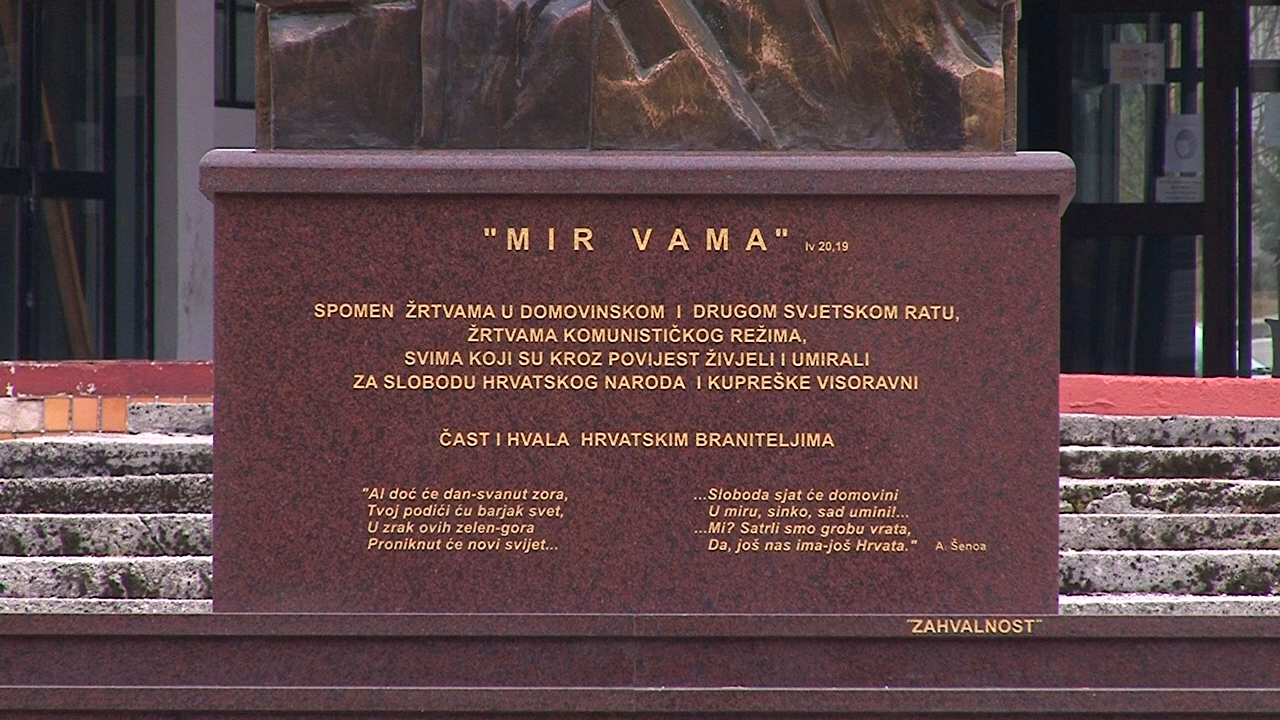 "MIR VAMA" Iv 20,19
SPOMEN ŽRTVAMA U DOMOVINSKOM I DRUGOM SVJETSKOM RATU,
ŽRTVAMA KOMUNISTIČKOG REŽIMA,
SVIMA KOJI SU KROZ POVIJEST ŽIVJELI I UMIRALI
ZA SLOBODU HRVATSKOG NARODA I KUPREŠKE VISORAVNI
ČAST I HVALA HRVATSKIM BRANITELJIMA
"Al doć će dan-svanut zora,
Tvoj podići ću barjak svet,
U zrak ovih zelen-gora
Proniknut će novi svijet...
...Sloboda sjat će domovini
U miru, sinko, sad umini!...
...Mi? Satrli smo grobu vrata,
Da, još nas ima-još Hrvata." A. Šenoa
"ZAHVALNOST"